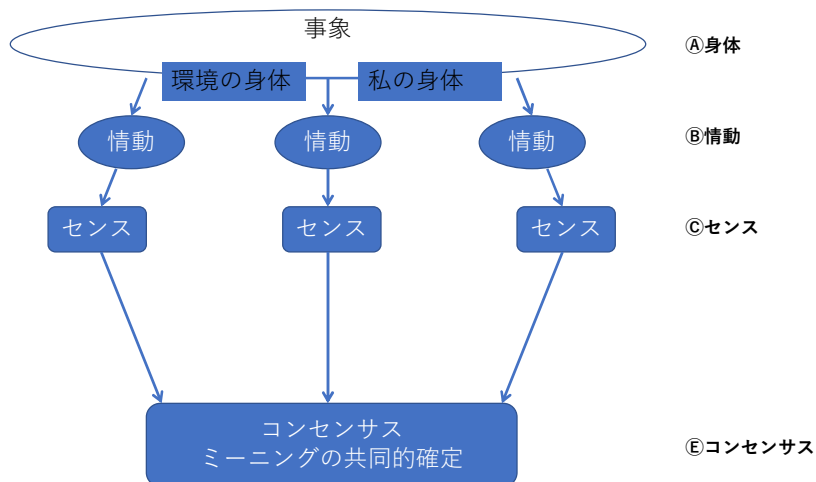 事象
Ⓐ身体
環境の身体
私の身体
情動
情動
情動
Ⓑ情動
センス
センス
センス
Ⓒセンス
コンセンサス
ミーニングの共同的確定
Ⓔコンセンサス